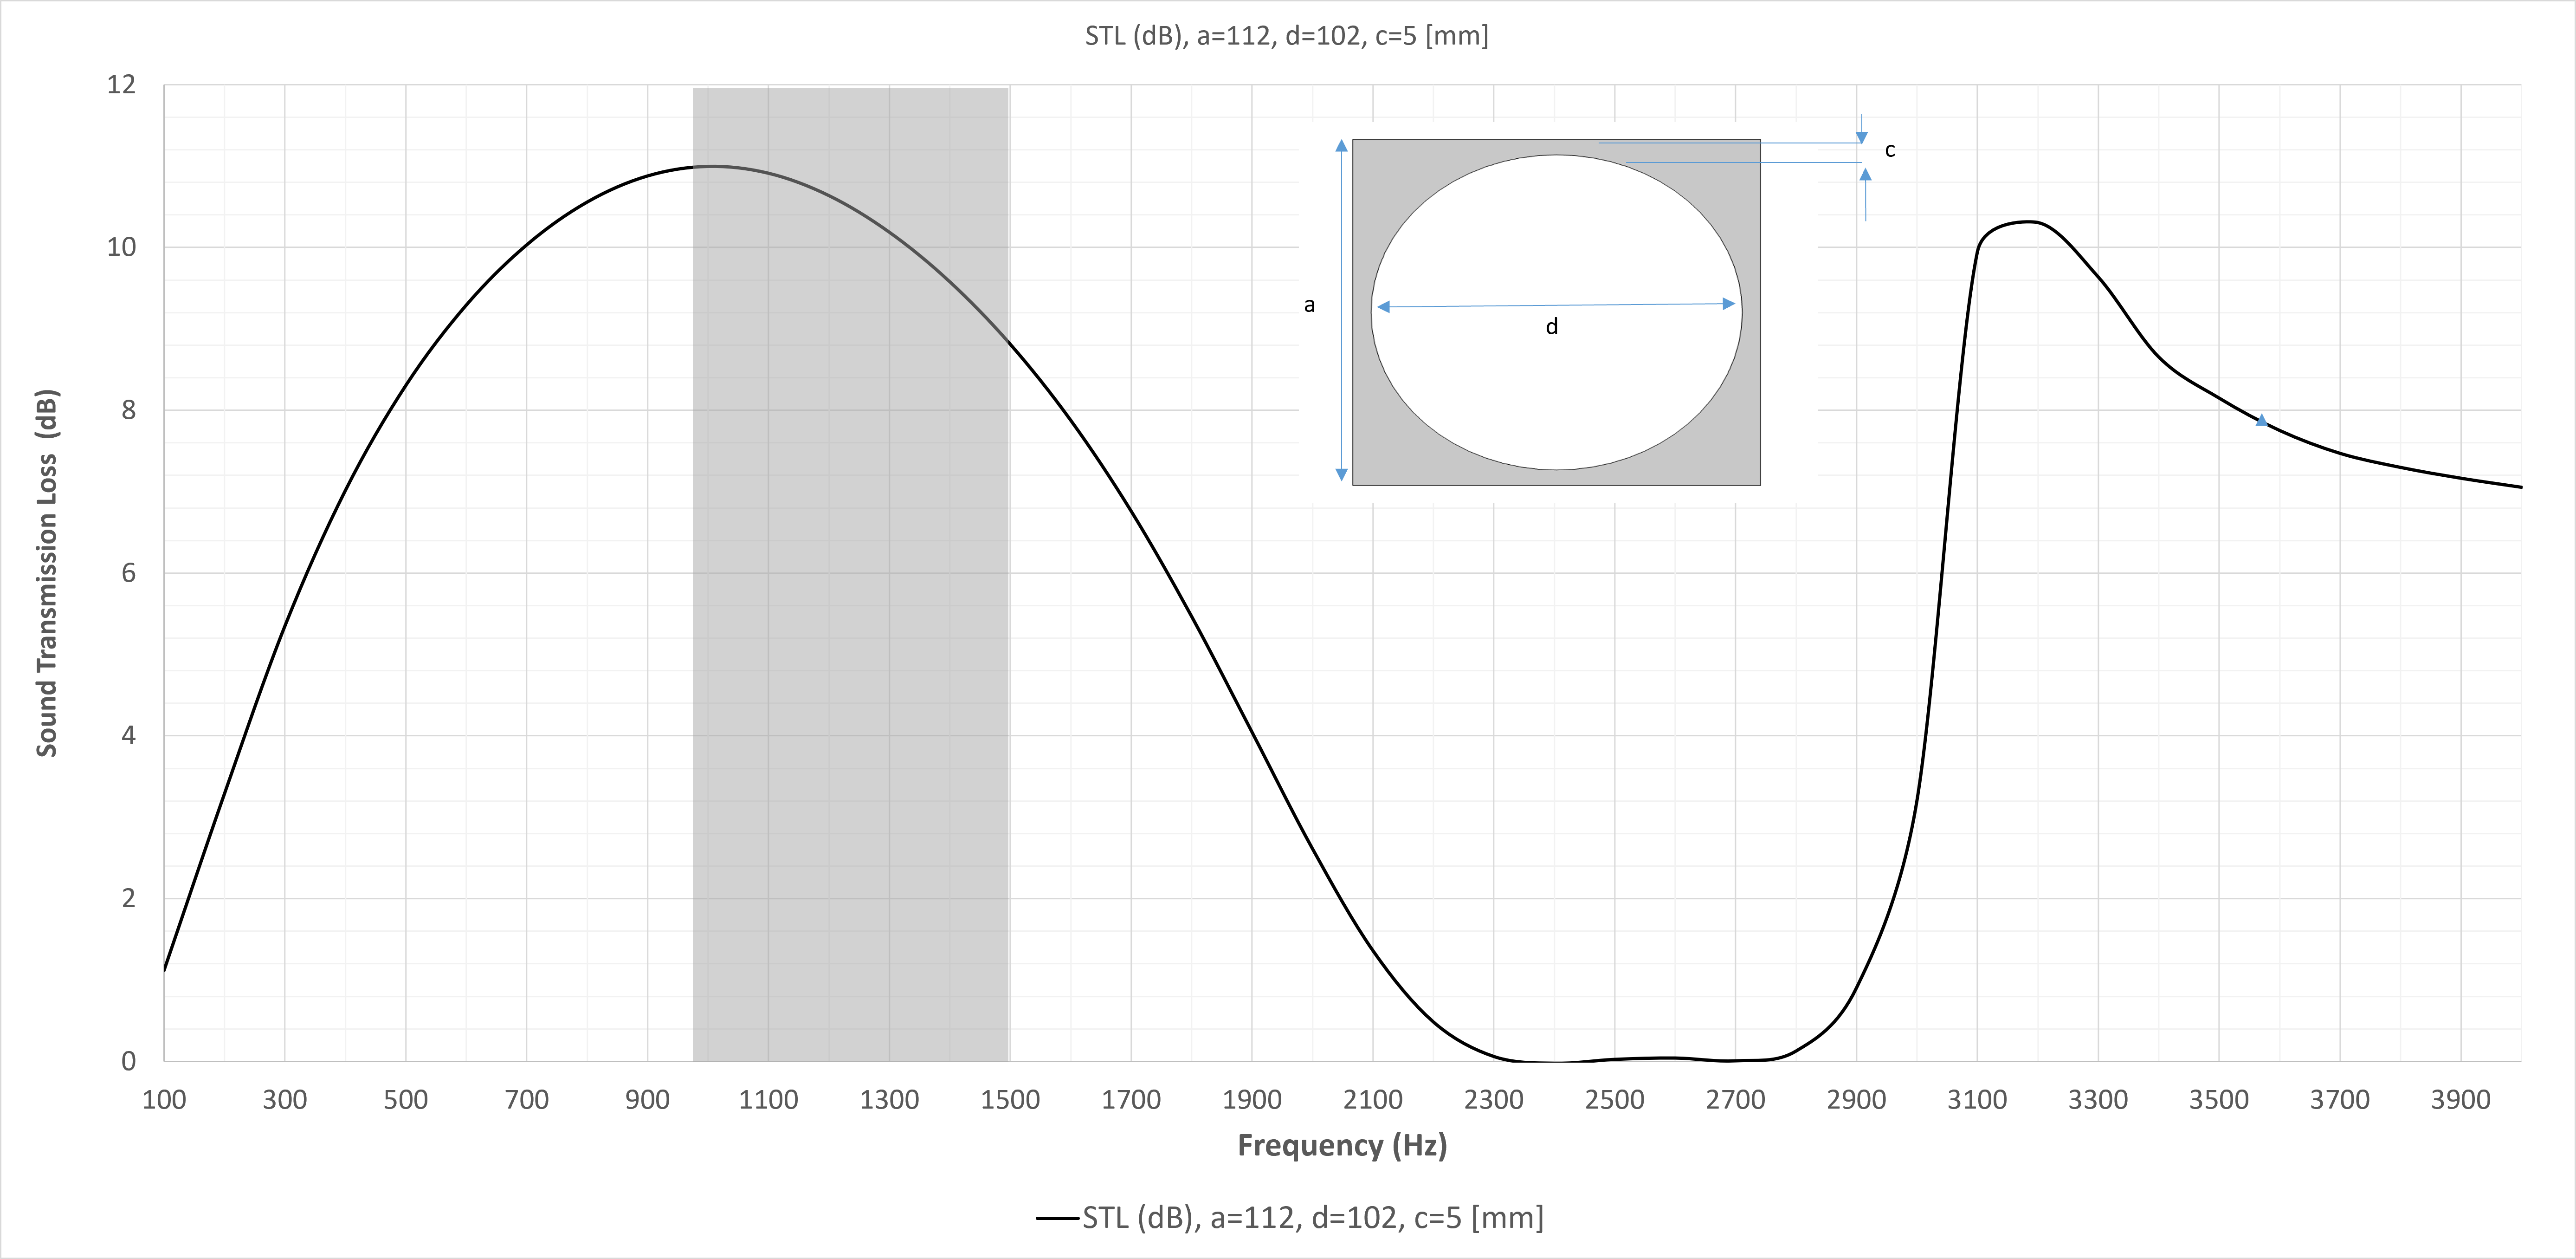 STL (dB), a=112, d=102, c=5 [mm]
Sound Transmission Loss (dB)
12
10
8
6
4
2
0
a
d
c
100 300 500 700 900 1100 1300 1500 1700 1900 2100 2300 2500 2700 2900 3100 3300 3500 3700 3900
Frequency (Hz)
STL (dB), a=112, d=102, c=5 [mm]